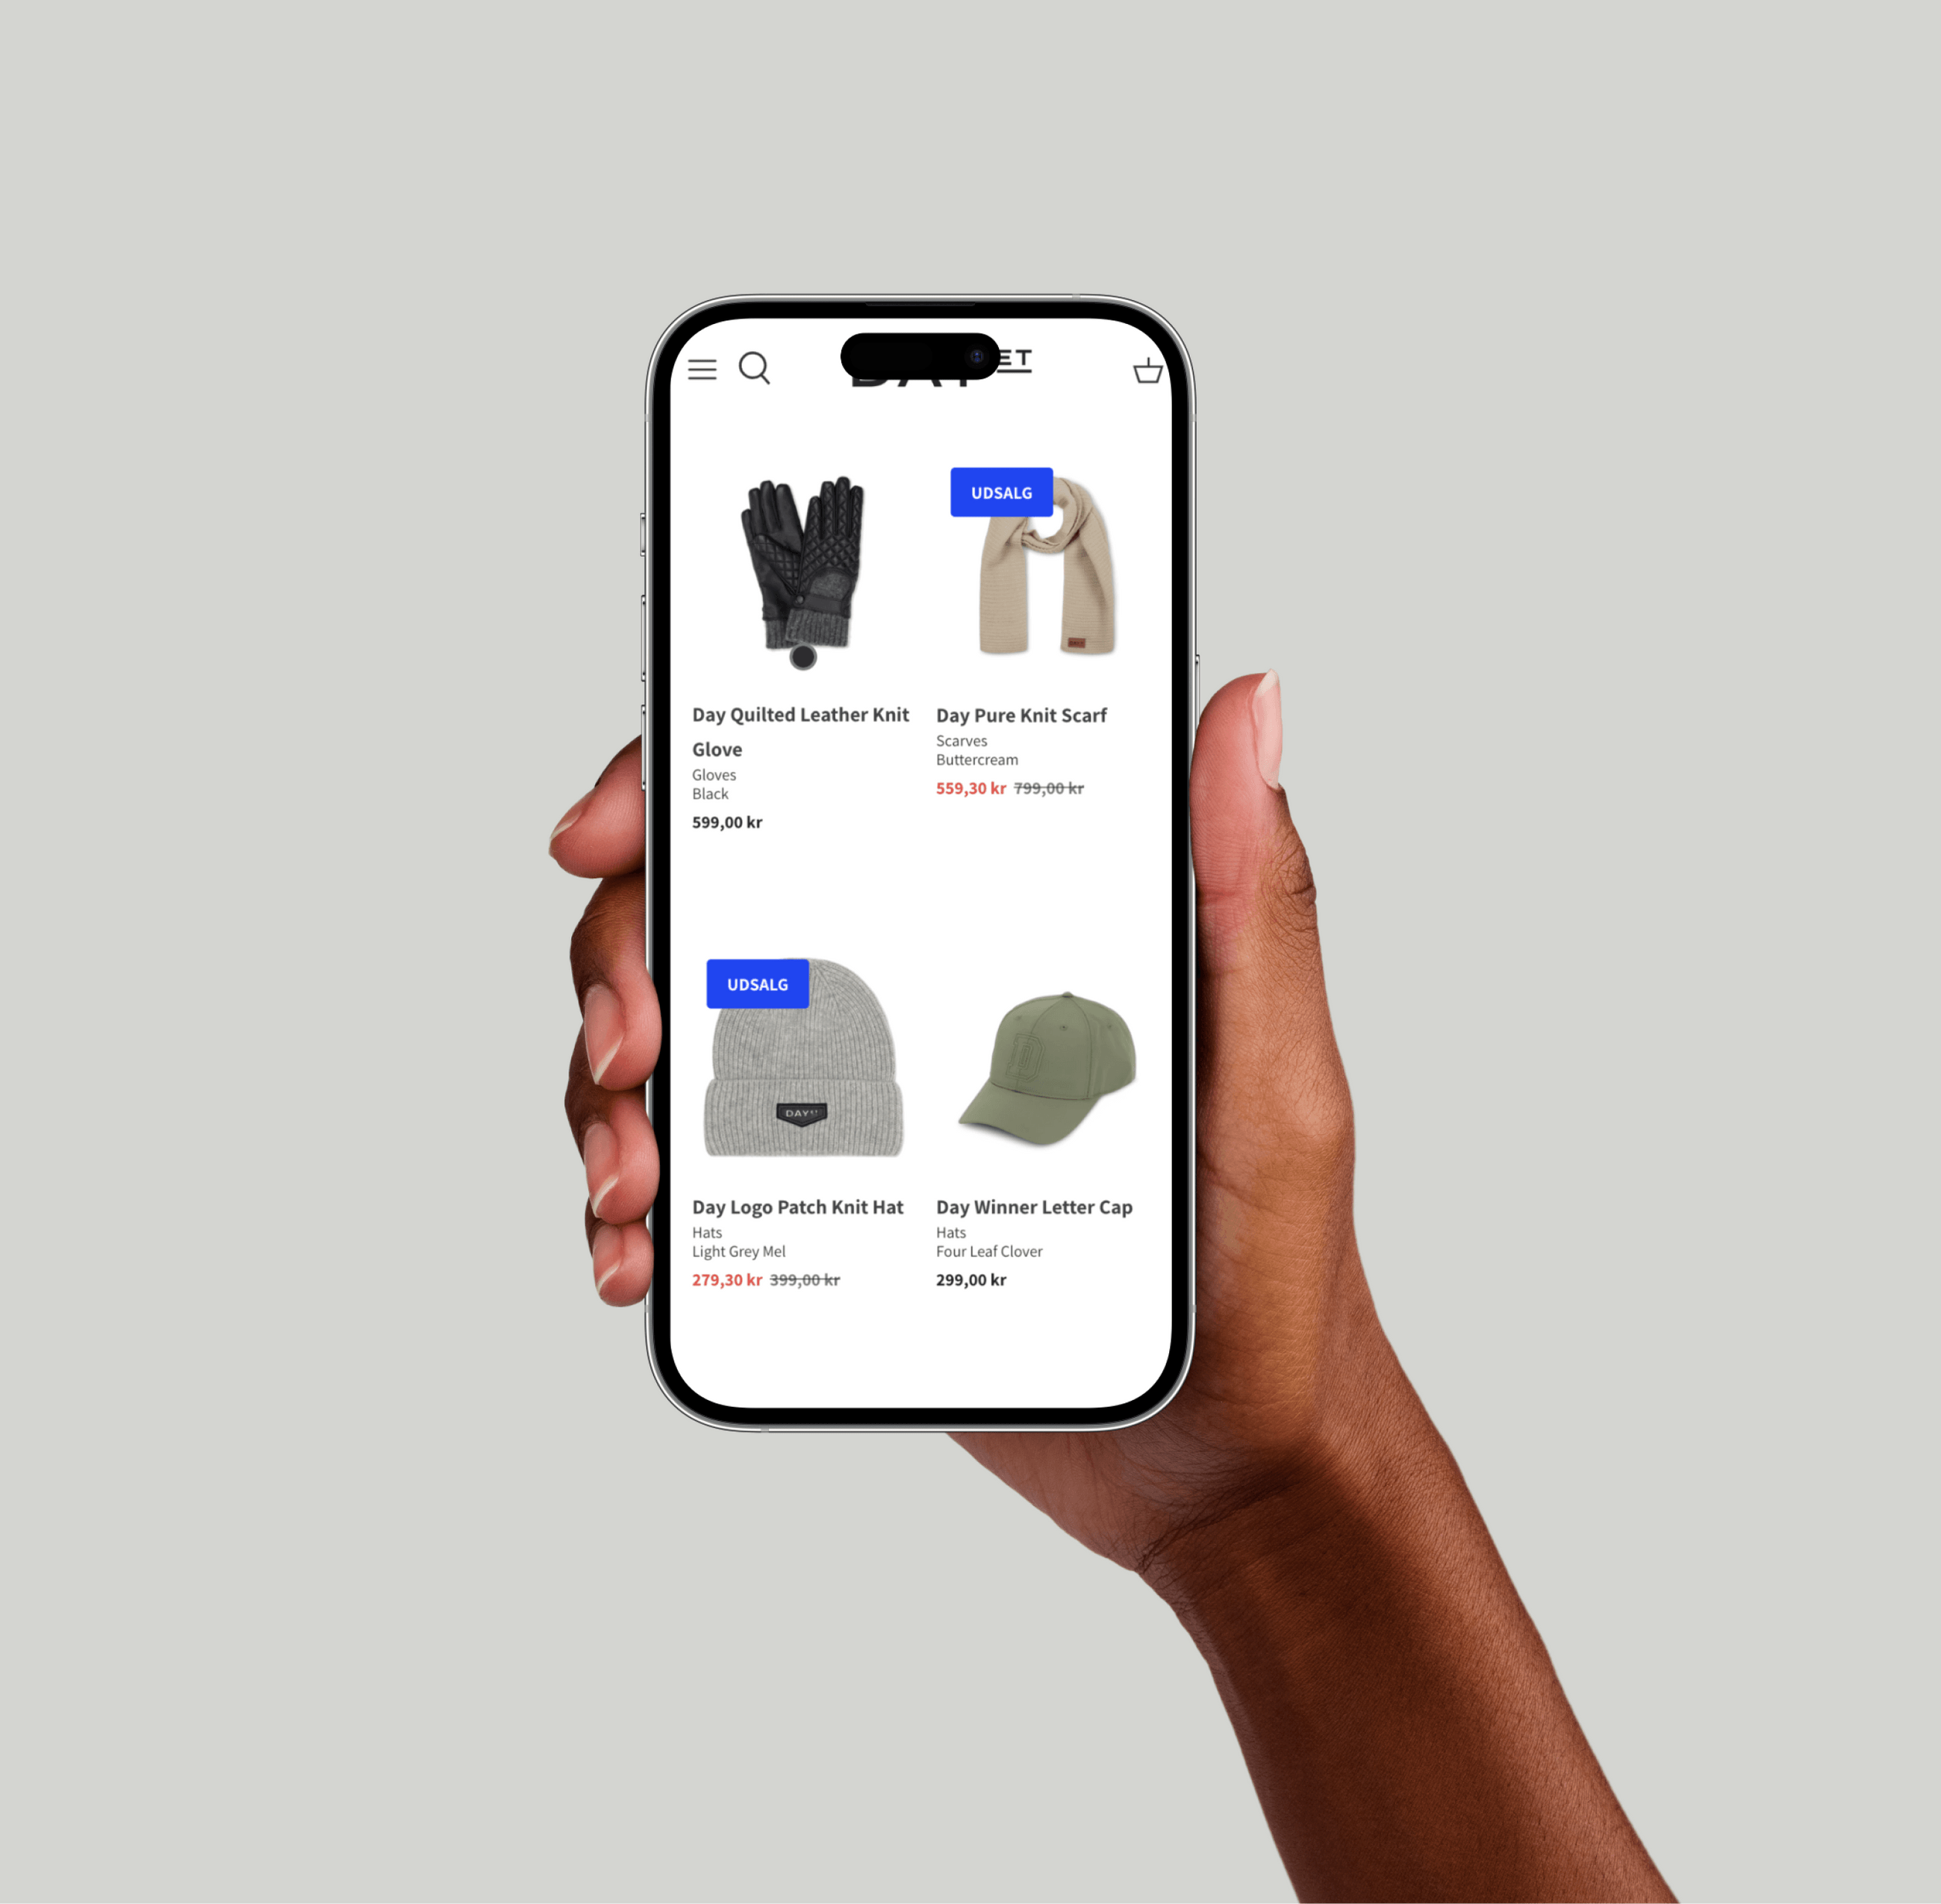 ET
UDSALG
Day Quilted Leather Knit
Glove
Gloves
Black
599,00 kr
Day Pure Knit Scarf
Scarves
Buttercream
559,30 kr 799,00 kr
UDSALG
DAY
Day Logo Patch Knit Hat
Hats
Light Grey Mel
279,30 kr 399,00 kr
D
Day Winner Letter Cap
Hats
Four Leaf Clover
299,00 kr